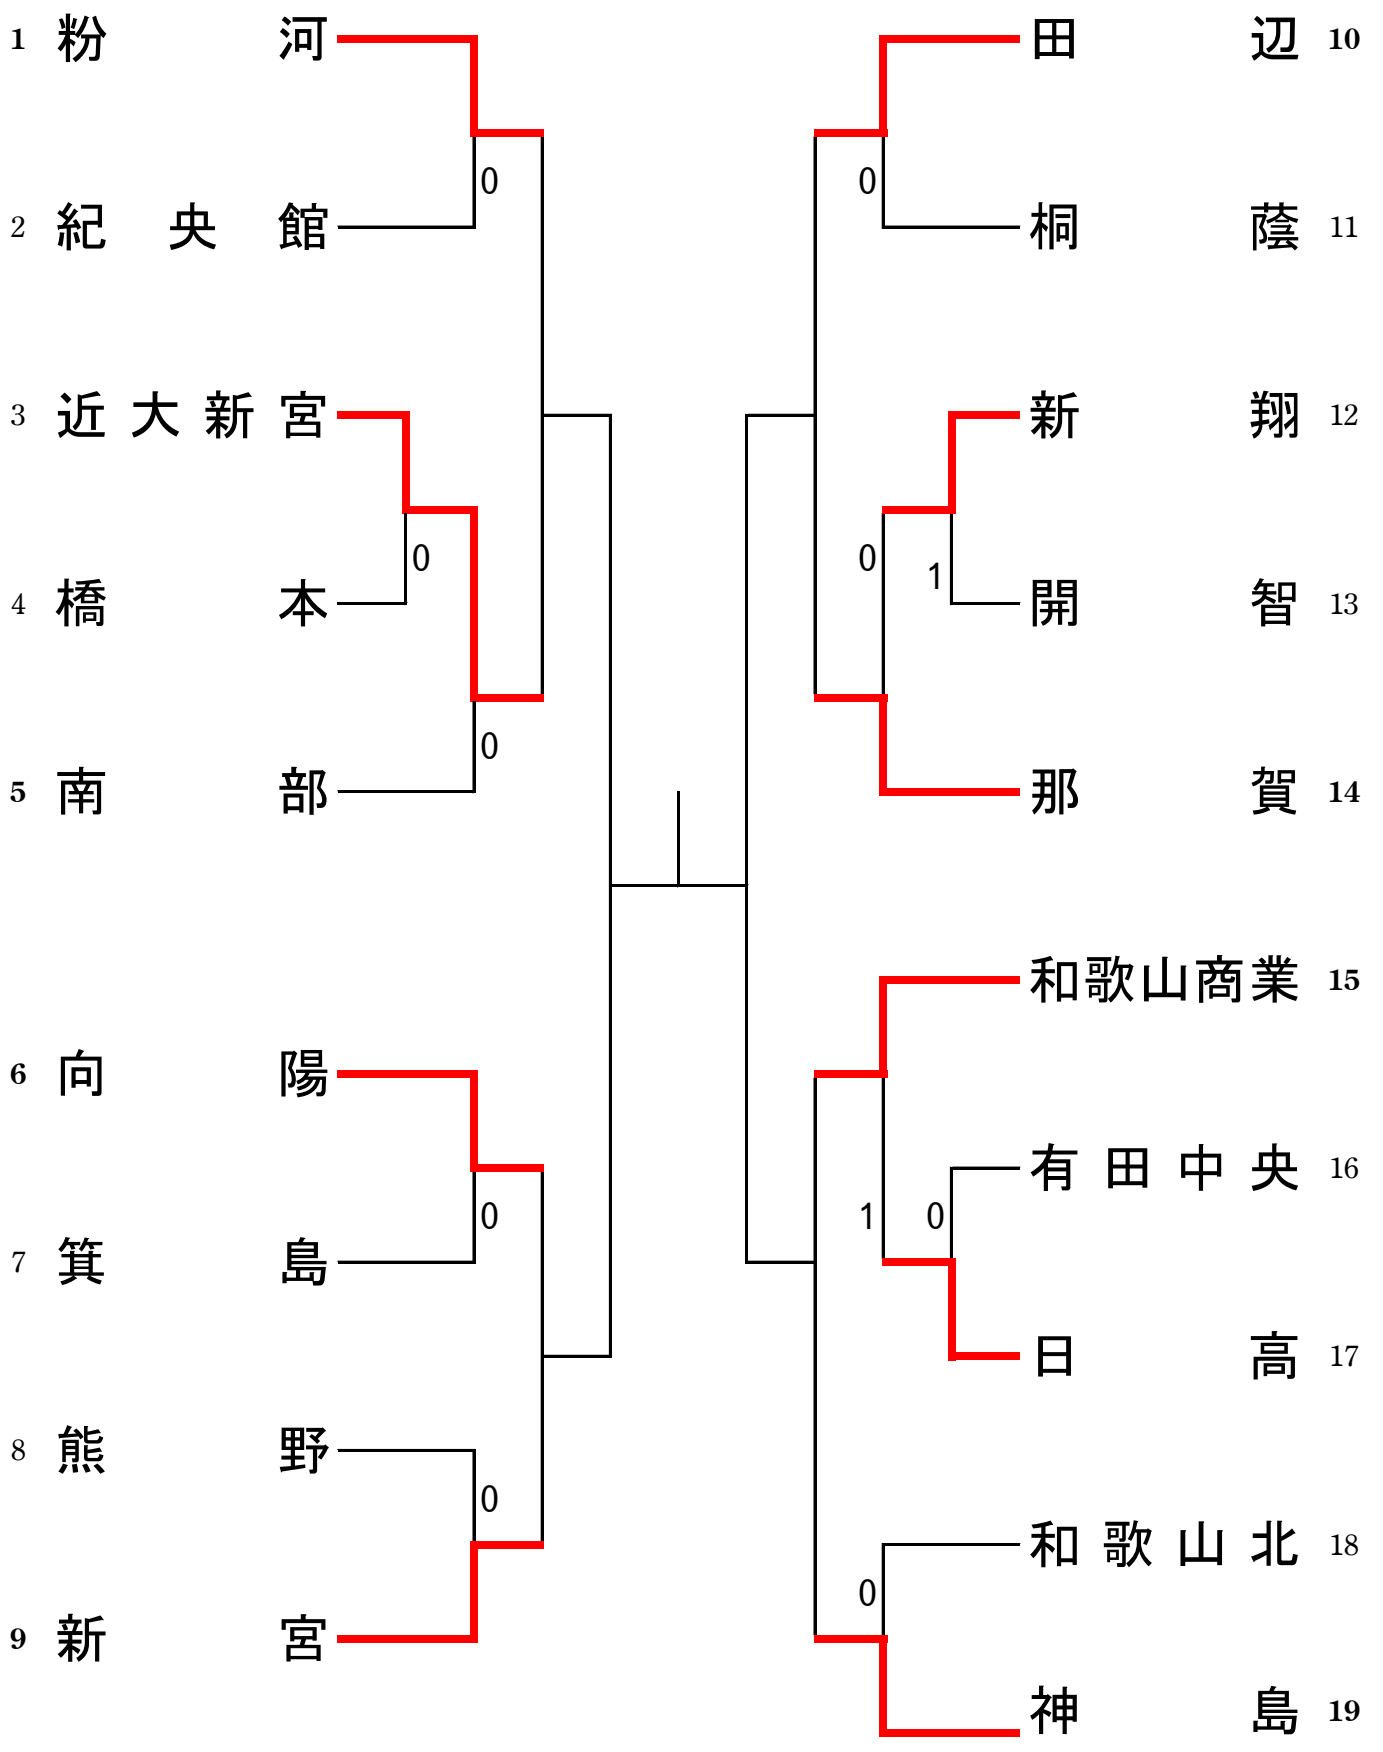 1 粉河
0
2 紀央館
3 近大新宮
0
4 橋本
0
5 南部
6 向陽
0
7 箕島
8 熊野
0
9 新宮
田辺 10
0
桐蔭 11
新翔 12
0
1
開智 13
那賀 14
和歌山商業 15
有田中央 16
1
0
日高 17
和歌山北 18
0
神島 19